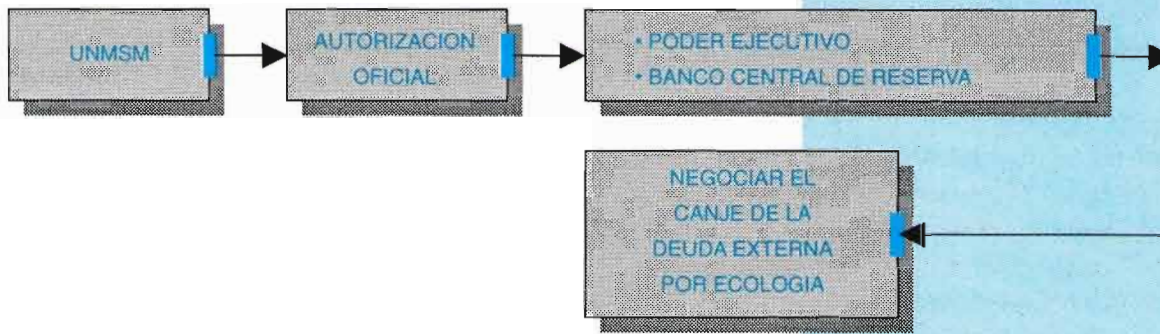 UNMSM
AUTORIZACION
OFICIAL
• PODER EJECUTIVO
• BANCO CENTRAL DE RESERVA
NEGOCIAR EL
CANJE DE LA
DEUDA EXTERNA
POR ECOLOGIA